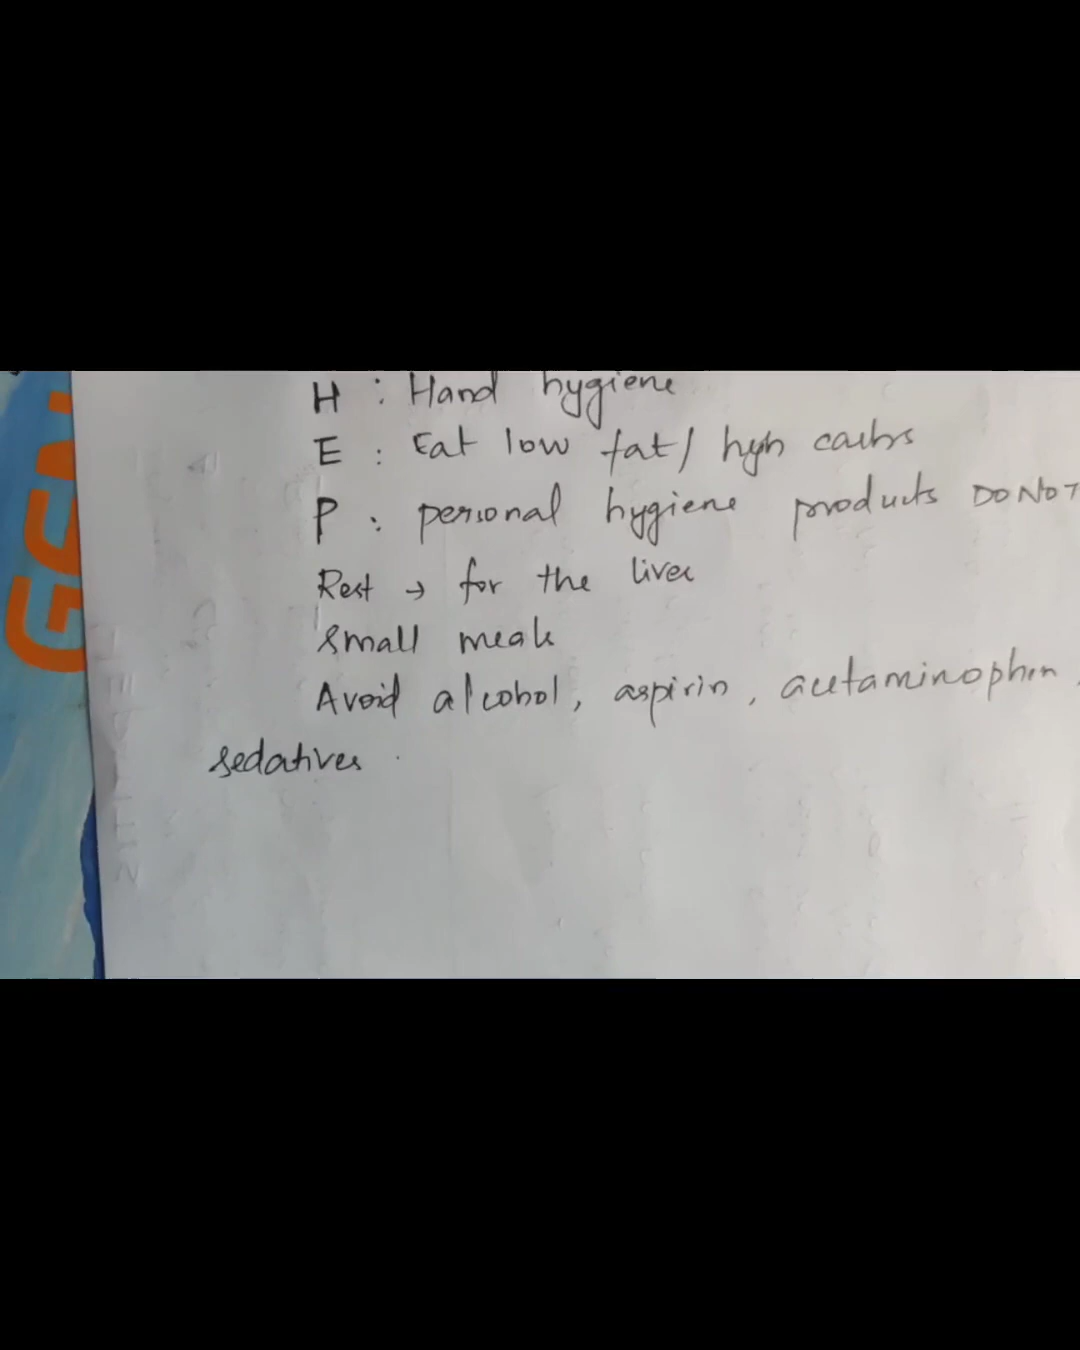 H : Hand hygiene
E : Eat low fat/ high carbs
P : personal hygiene products DO NOT
Rest → for the liver
Small meals
Avoid alcohol, aspirin, acetaminophen,
sedatives.